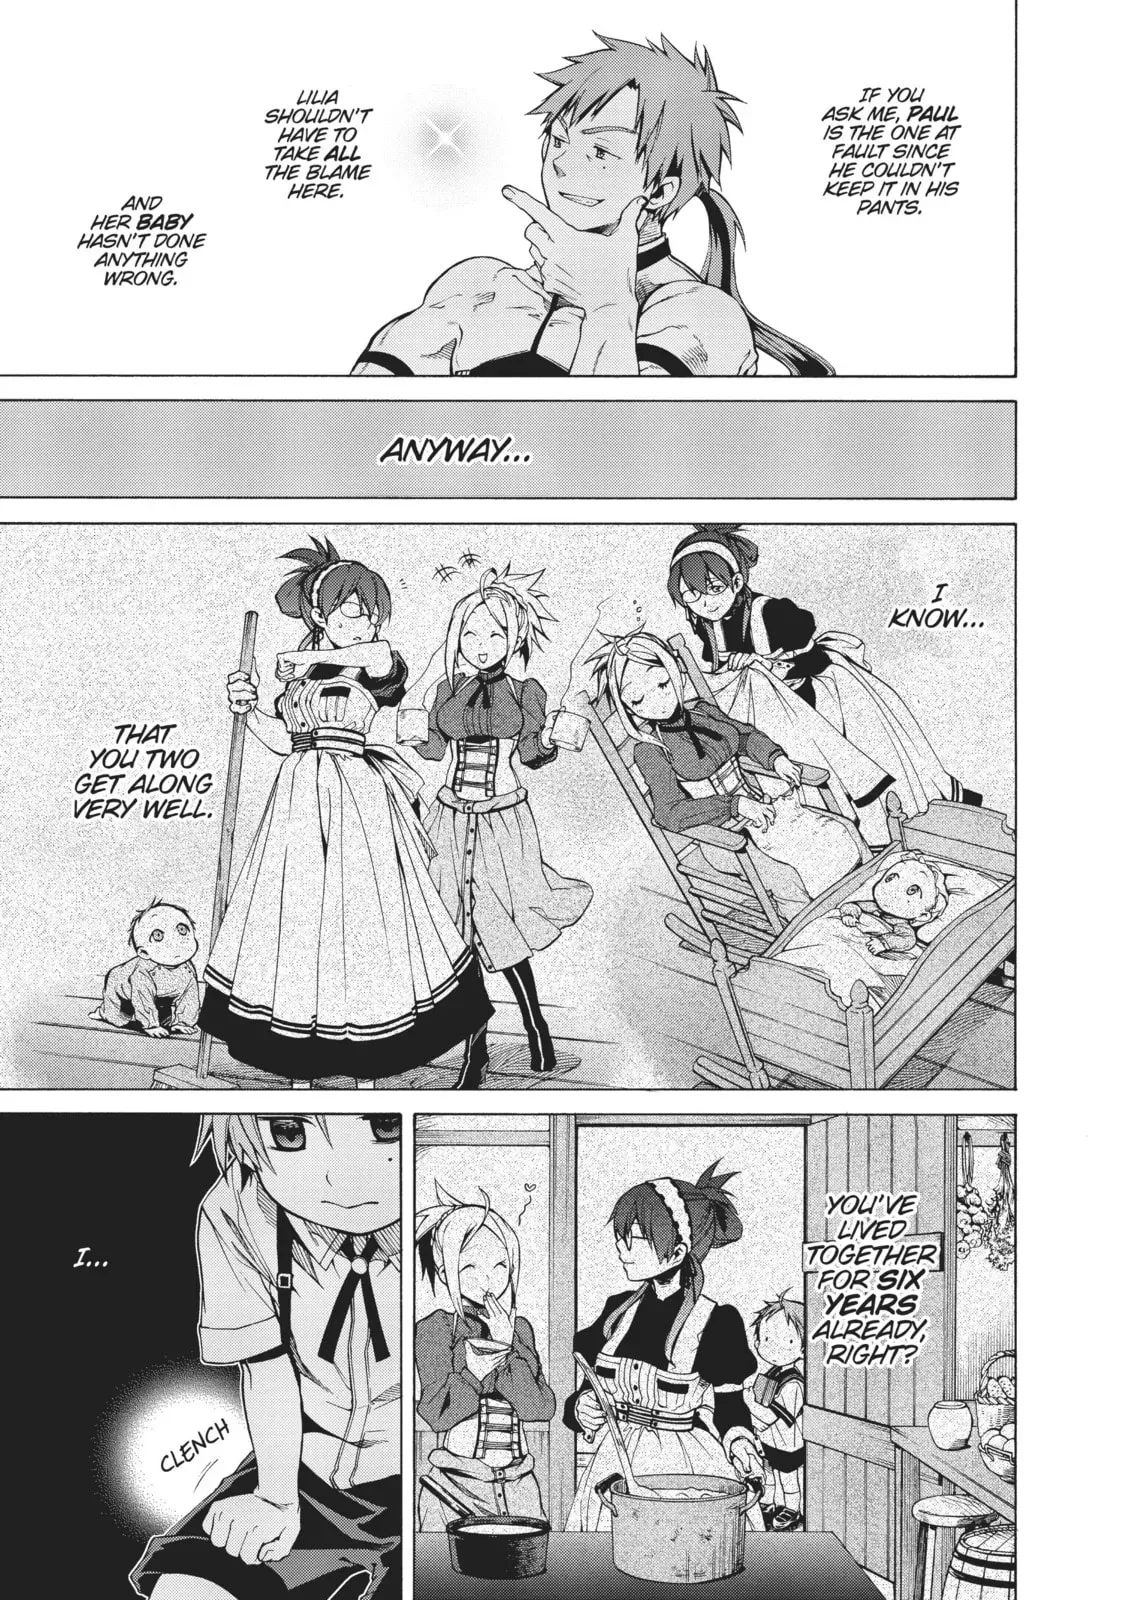 IF YOU
ASK ME, PAUL
IS THE ONE AT
FAULT SINCE
HE COULDN'T
KEEP IT IN HIS
PANTS.
LILIA
SHOULDN'T
HAVE TO
TAKE ALL
THE BLAME
HERE.
AND
HER BABY
HASN'T DONE
ANYTHING
WRONG.
ANYWAY...
I
KNOW...
THAT
YOU TWO
GET ALONG
VERY WELL.
YOU'VE
LIVED
TOGETHER
FOR SIX
YEARS
ALREADY,
RIGHT?
I...
CLENCH